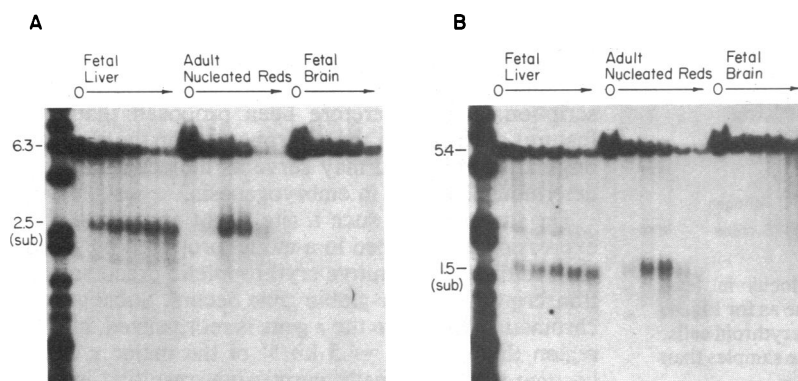 A
Fetal
Liver
Adult
Nucleated Reds
Fetal
Brain
O O O
6.3
2.5
(sub)
B
Fetal
Liver
Adult
Nucleated Reds
Fetal
Brain
O O O
5.4
1.5
(sub)